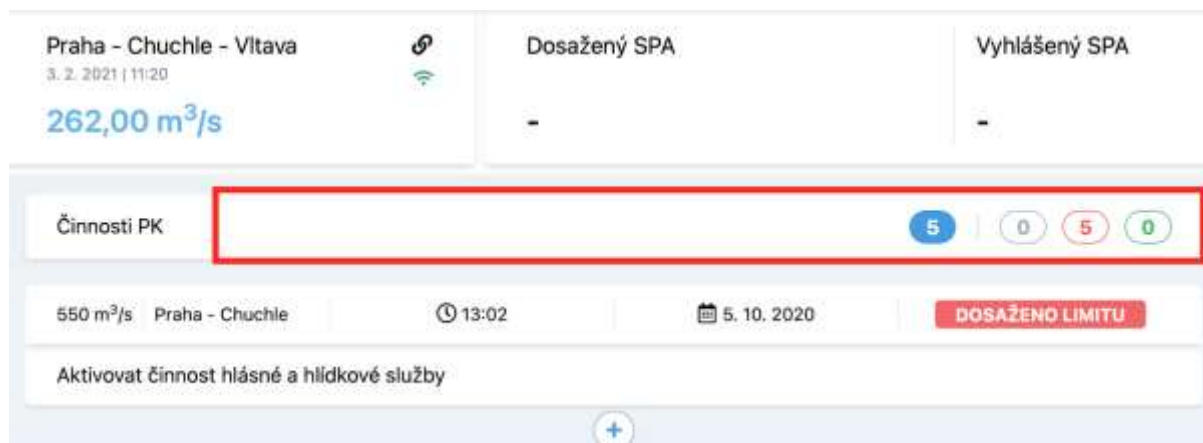 Praha - Chuchle - Vltava
3. 2. 2021 | 11:20
262,00 m³/s
Dosažený SPA
-
Vyhlášený SPA
-
Činnosti PK 5 | 0 5 0
550 m³/s Praha - Chuchle 13:02 5. 10. 2020 DOSAŽENO LIMITU
Aktivovat činnost hlásné a hlídkové služby
+